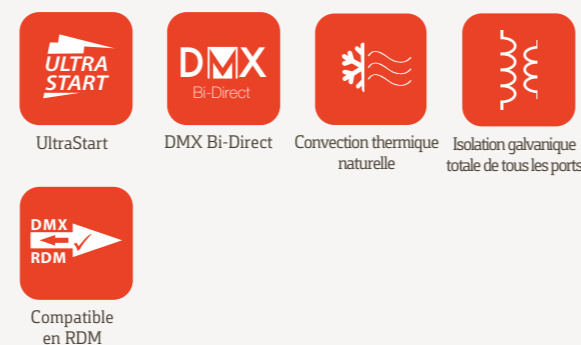 ULTRA
START
DMX
Bi-Direct
UltraStart
DMX Bi-Direct
Convection thermique
naturelle
Isolation galvanique
totale de tous les ports
DMX
RDM
Compatible
en RDM